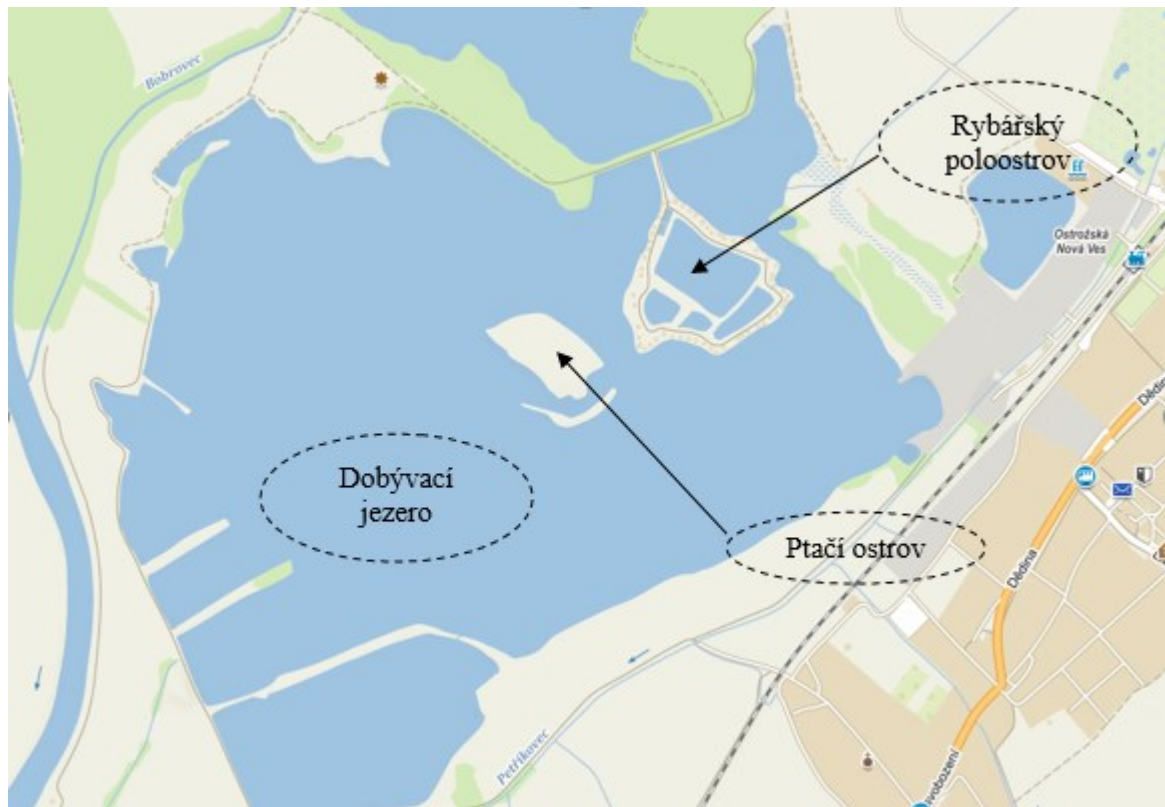 Bobrovec
Rybářský
poloostrov
Ostrožská
Nová Ves
Dědina
Dobývací
jezero
Ptačí ostrov
Dědina
Petříkovec
vobození